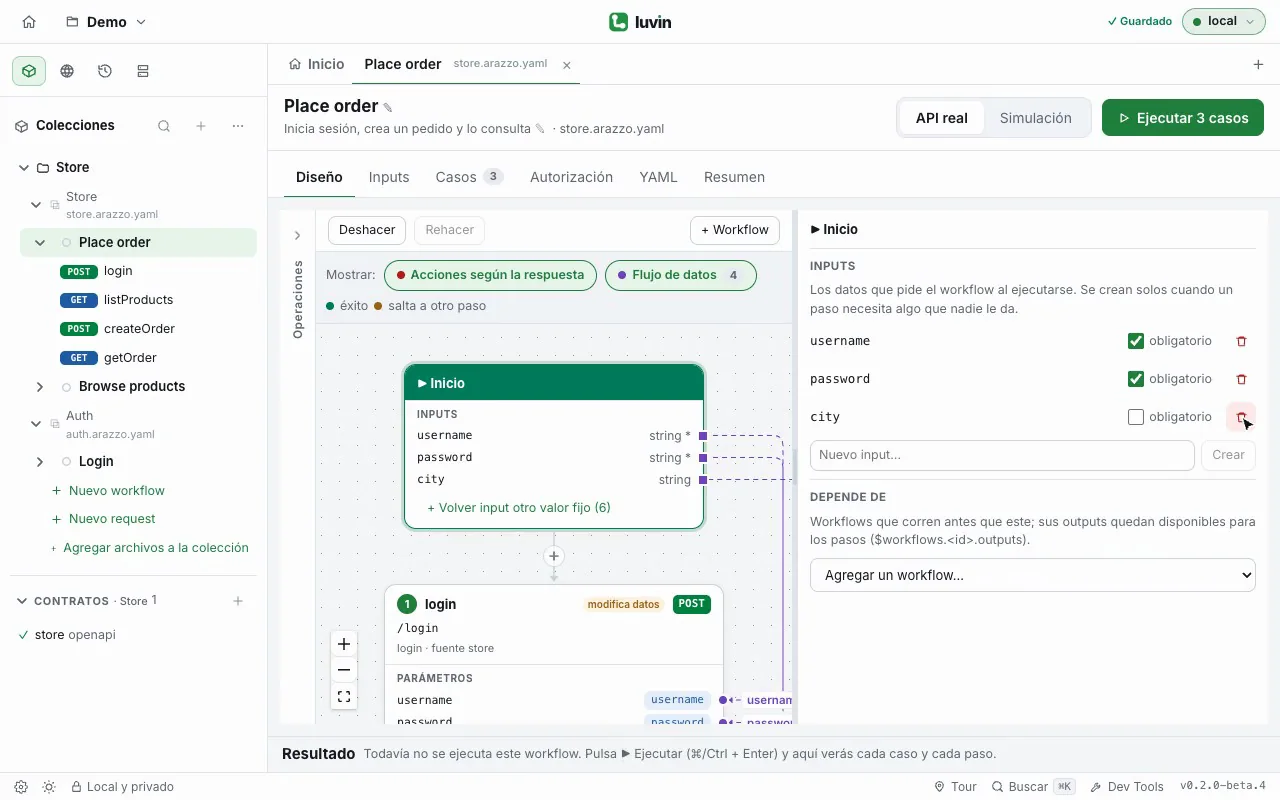 Demo
luvin
Guardado
local
Inicio
Place order store.arazzo.yaml
Place order
Inicia sesión, crea un pedido y lo consulta · store.arazzo.yaml
API real
Simulación
Ejecutar 3 casos
Colecciones
Store
Store
store.arazzo.yaml
Place order
POST login
GET listProducts
POST createOrder
GET getOrder
Browse products
Auth
auth.arazzo.yaml
Login
+ Nuevo workflow
+ Nuevo request
+ Agregar archivos a la colección
CONTRATOS · Store 1
store openapi
Diseño
Inputs
Casos 3
Autorización
YAML
Resumen
Operaciones
Deshacer
Rehacer
+ Workflow
Mostrar:
Acciones según la respuesta
Flujo de datos 4
éxito
salta a otro paso
Inicio
INPUTS
username string *
password string *
city string
+ Volver input otro valor fijo (6)
1 login modifica datos POST
/login
login · fuente store
PARÁMETROS
username username
password password
Inicio
INPUTS
Los datos que pide el workflow al ejecutarse. Se crean solos cuando un
paso necesita algo que nadie le da.
username obligatorio
password obligatorio
city obligatorio
Nuevo input...
Crear
DEPENDE DE
Workflows que corren antes que este; sus outputs quedan disponibles para
los pasos ($workflows.<id>.outputs).
Agregar un workflow...
Resultado Todavía no se ejecuta este workflow. Pulsa ▶ Ejecutar (⌘/Ctrl + Enter) y aquí verás cada caso y cada paso.
Local y privado
Tour
Buscar ⌘K
Dev Tools
v0.2.0-beta.4